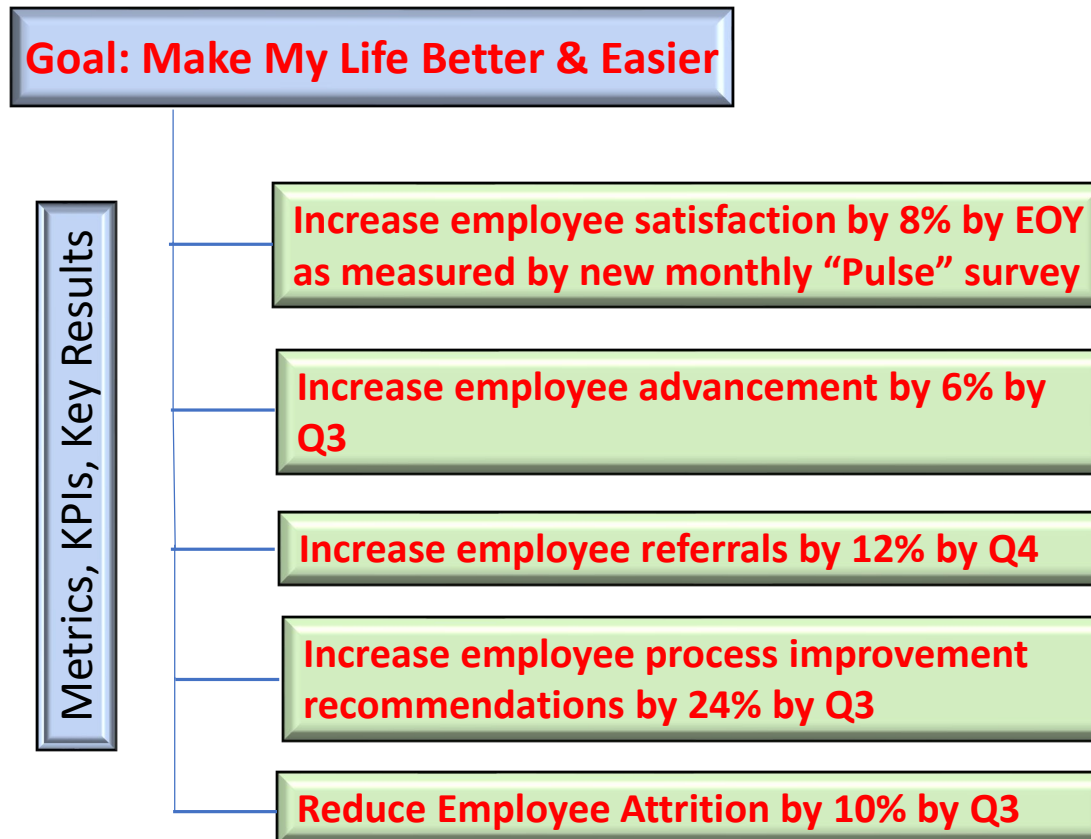 Goal: Make My Life Better & Easier
Metrics, KPIs, Key Results
Increase employee satisfaction by 8% by EOY
as measured by new monthly “Pulse” survey
Increase employee advancement by 6% by
Q3
Increase employee referrals by 12% by Q4
Increase employee process improvement
recommendations by 24% by Q3
Reduce Employee Attrition by 10% by Q3